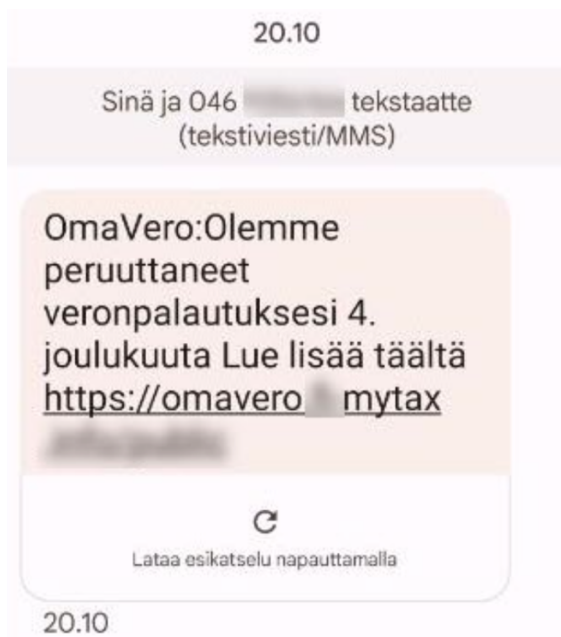 20.10
Sinä ja 046 tekstaatte
(tekstiviesti/MMS)
OmaVero:Olemme
peruuttaneet
veronpalautuksesi 4.
joulukuuta Lue lisää täältä
https://omavero mytax
Lataa esikatselu napauttamalla
20.10